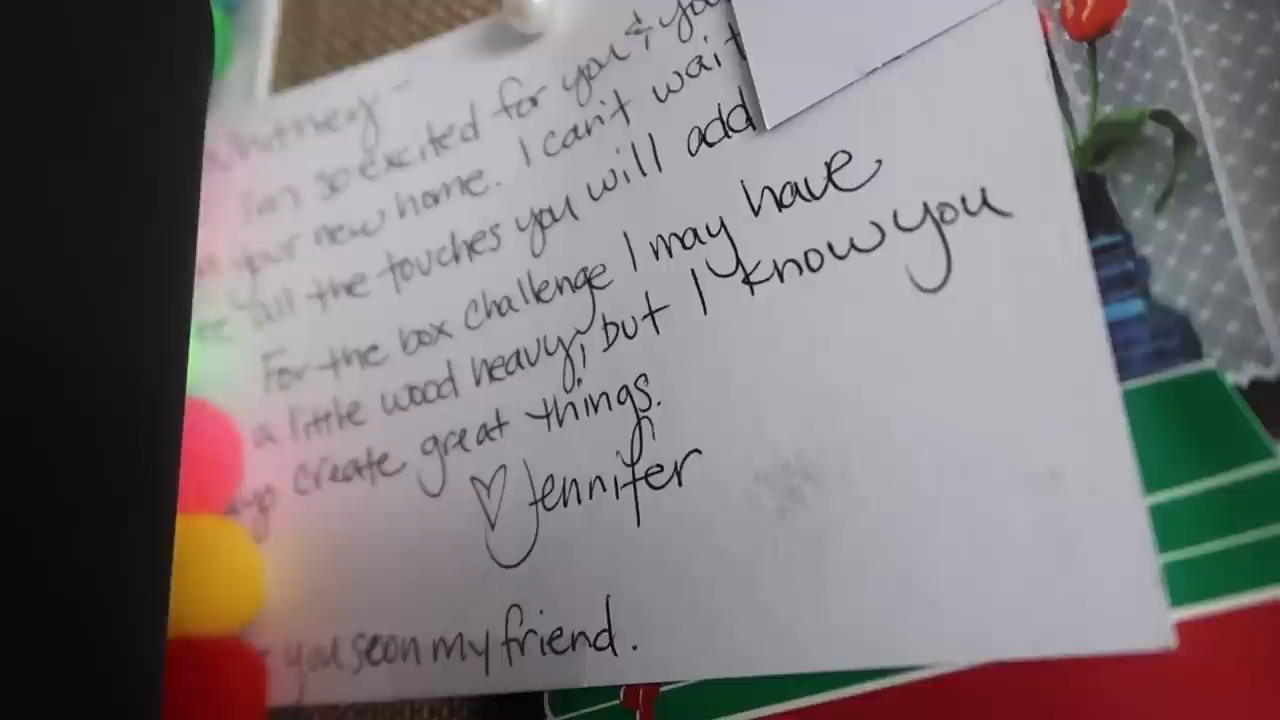 I'm so excited for you & you
your new home. I can't wait
all the touches you will add
For the box challenge I may have
a little wood heavy, but I know you
create great things.
♡ Jennifer
you soon my friend.